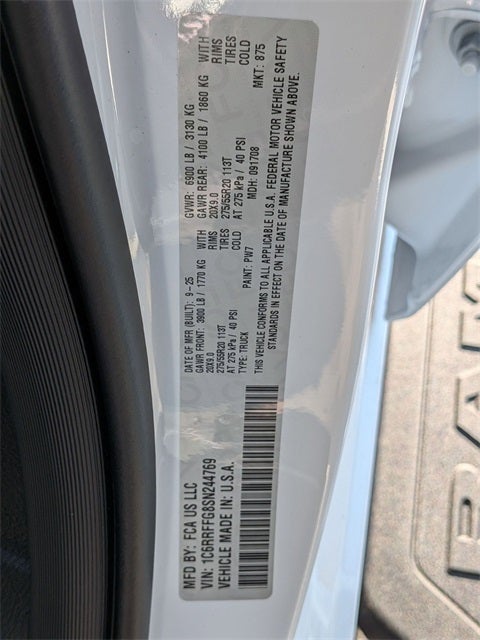 MFD BY: FCA US LLC
VIN: 1C6RRFFG8SN244769
VEHICLE MADE IN: U.S.A.
DATE OF MFR (BUILT): 9-25 GVWR: 6900 LB / 3130 KG
GAWR FRONT: 3900 LB / 1770 KG WITH GAWR REAR: 4100 LB / 1860 KG WITH
20X9.0 RIMS 20X9.0 RIMS
275/55R20 113T TIRES 275/55R20 113T TIRES
AT 275 kPa / 40 PSI COLD AT 275 kPa / 40 PSI COLD
TYPE: TRUCK MDH: 091708 MKT: 875
PAINT: PW7
THIS VEHICLE CONFORMS TO ALL APPLICABLE U.S.A. FEDERAL MOTOR VEHICLE SAFETY
STANDARDS IN EFFECT ON THE DATE OF MANUFACTURE SHOWN ABOVE.
RAM